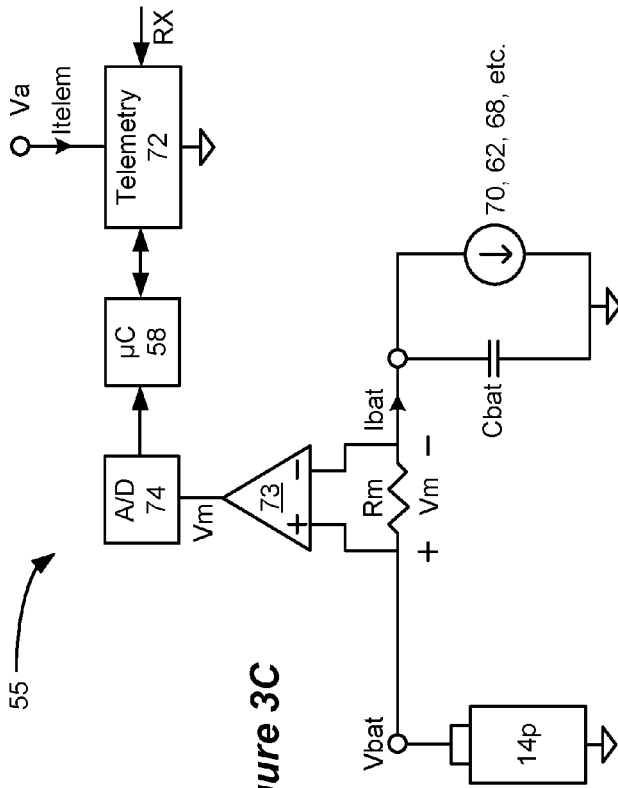 55
A/D
74
µC
58
Telemetry
72
Va
Itelem
RX
Vm
73
+
−
Rm
+
Vm
−
Ibat
Vbat
14p
Cbat
70, 62, 68, etc.
gure 3C